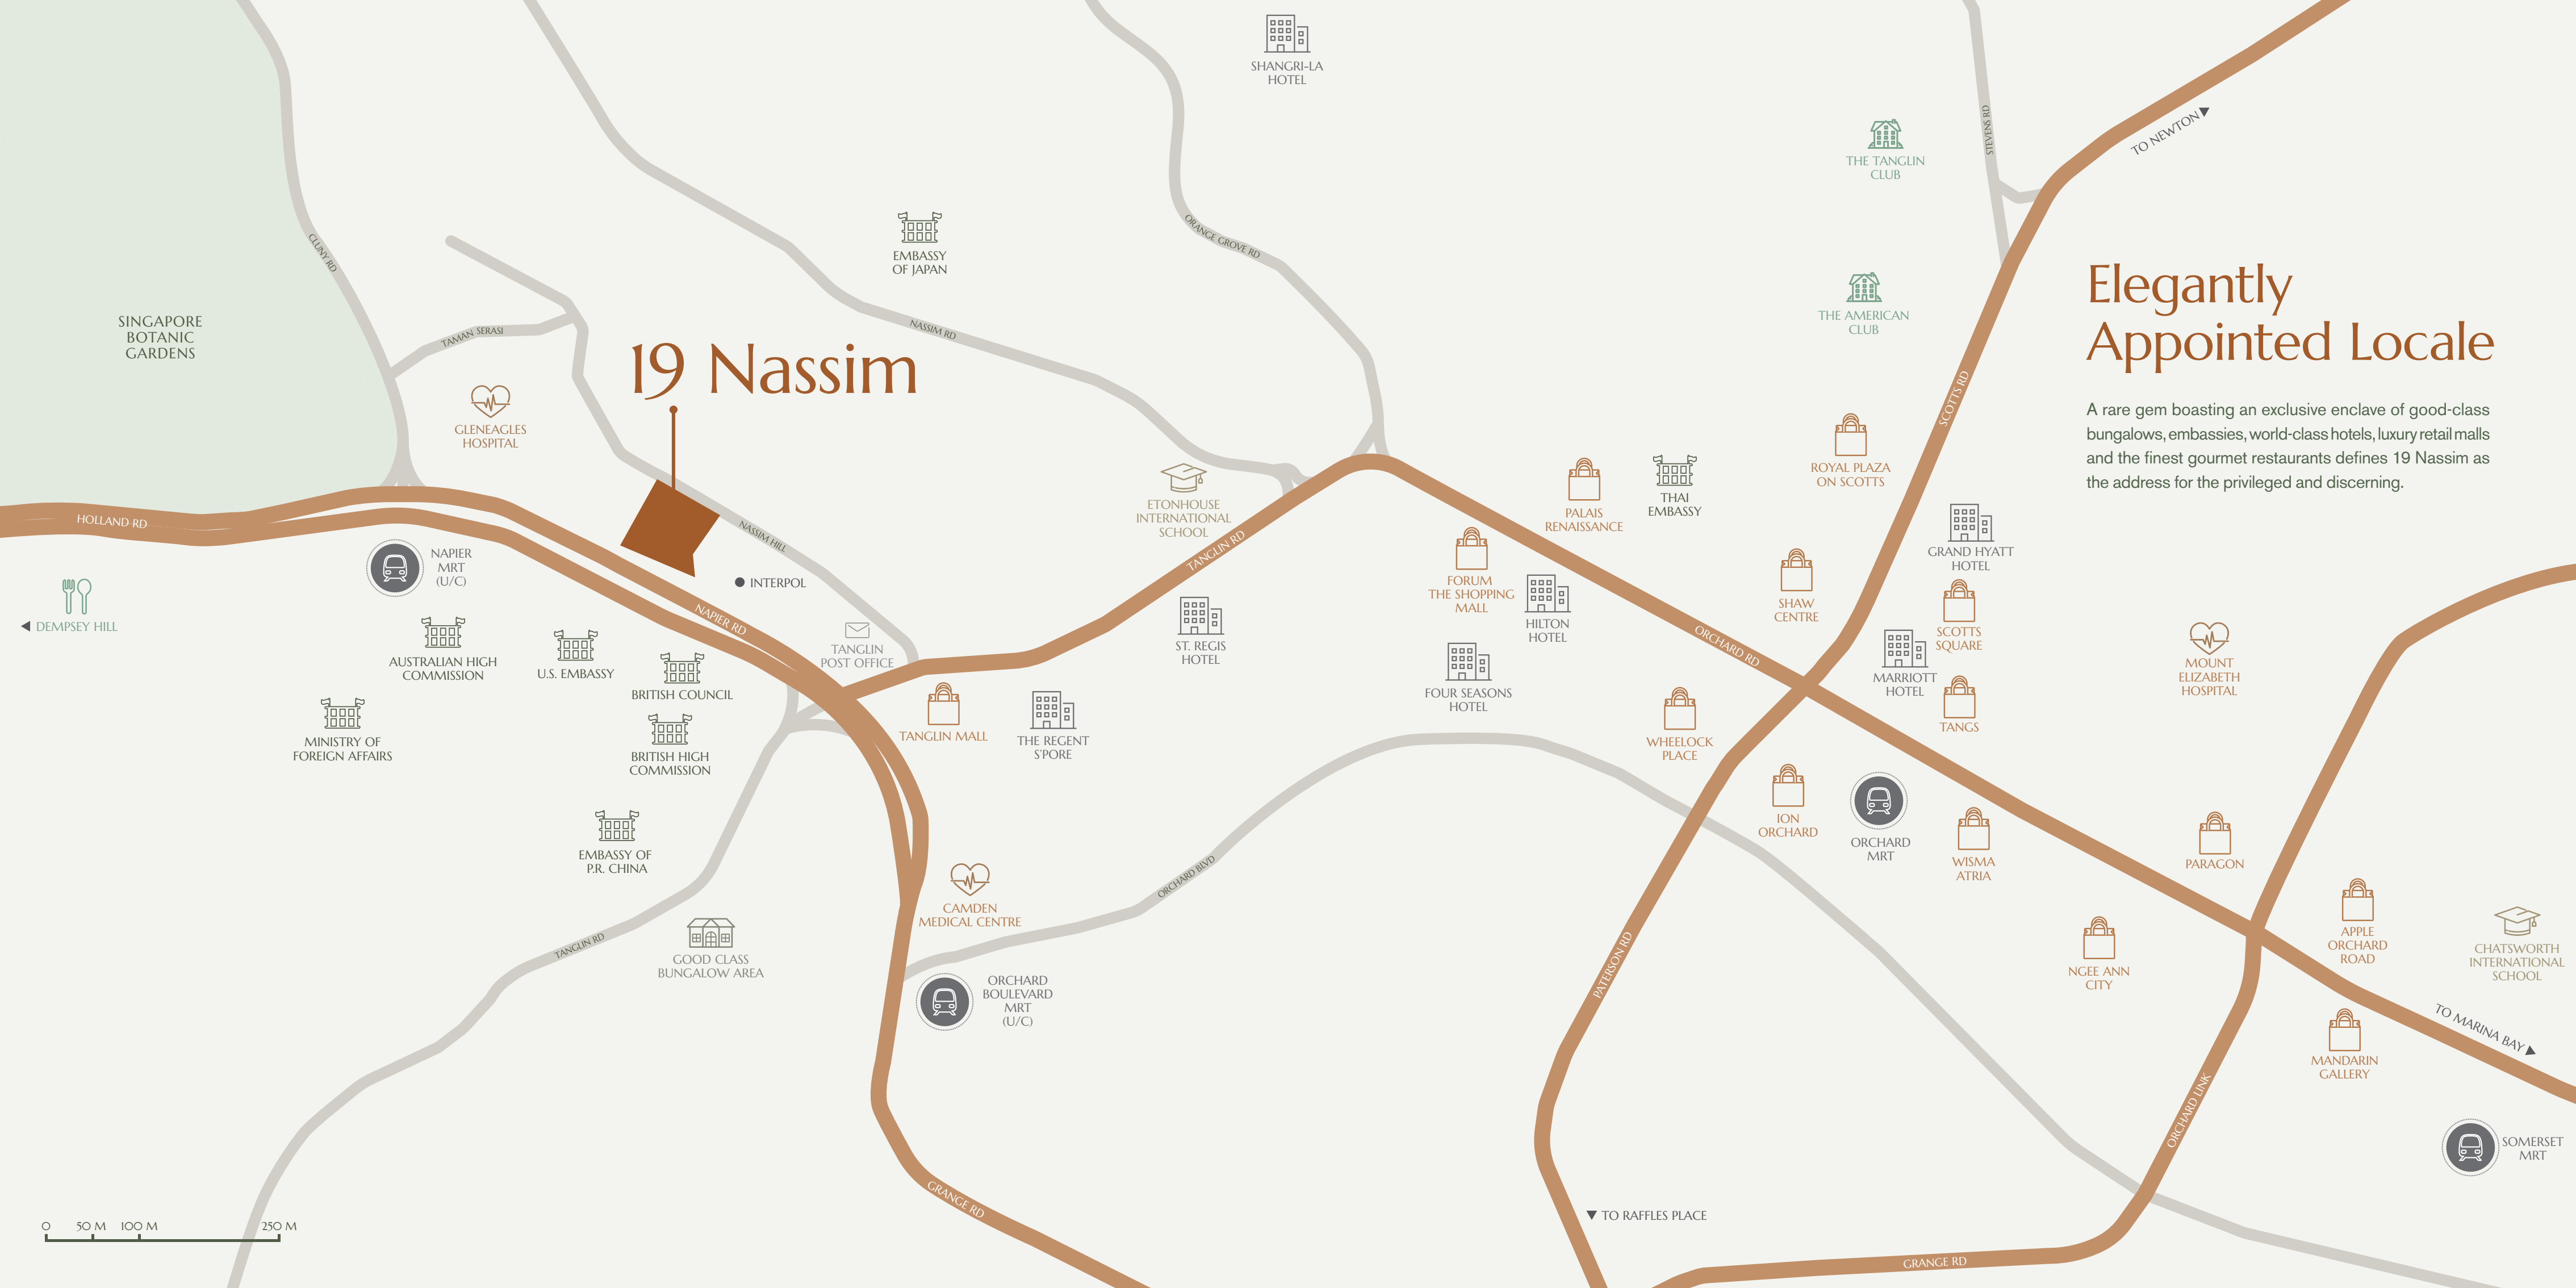 SHANGRI-LA
HOTEL
STEVENS RD
TO NEWTON
THE TANGLIN
CLUB
ORANGE GROVE RD
CLUNY RD
EMBASSY
OF JAPAN
Elegantly
Appointed Locale
THE AMERICAN
CLUB
SINGAPORE
BOTANIC
GARDENS
TAMAN SERASI
NASSIM RD
19 Nassim
SCOTTS RD
A rare gem boasting an exclusive enclave of good-class
bungalows, embassies, world-class hotels, luxury retail malls
and the finest gourmet restaurants defines 19 Nassim as
the address for the privileged and discerning.
GLENEAGLES
HOSPITAL
ROYAL PLAZA
ON SCOTTS
ETONHOUSE
INTERNATIONAL
SCHOOL
PALAIS
RENAISSANCE
THAI
EMBASSY
HOLLAND RD
NASSIM HILL
TANGLIN RD
GRAND HYATT
HOTEL
NAPIER
MRT
(U/C)
INTERPOL
FORUM
THE SHOPPING
MALL
HILTON
HOTEL
SHAW
CENTRE
DEMPSEY HILL
NAPIER RD
TANGLIN
POST OFFICE
ST. REGIS
HOTEL
ORCHARD RD
SCOTTS
SQUARE
AUSTRALIAN HIGH
COMMISSION
U.S. EMBASSY
BRITISH COUNCIL
FOUR SEASONS
HOTEL
MARRIOTT
HOTEL
MOUNT
ELIZABETH
HOSPITAL
MINISTRY OF
FOREIGN AFFAIRS
BRITISH HIGH
COMMISSION
TANGLIN MALL
THE REGENT
S'PORE
WHEELOCK
PLACE
TANGS
ION
ORCHARD
ORCHARD
MRT
WISMA
ATRIA
PARAGON
EMBASSY OF
P.R. CHINA
ORCHARD BLVD
CAMDEN
MEDICAL CENTRE
TANGLIN RD
GOOD CLASS
BUNGALOW AREA
PATERSON RD
NGEE ANN
CITY
APPLE
ORCHARD
ROAD
CHATSWORTH
INTERNATIONAL
SCHOOL
ORCHARD
BOULEVARD
MRT
(U/C)
TO MARINA BAY
MANDARIN
GALLERY
ORCHARD LINK
SOMERSET
MRT
GRANGE RD
TO RAFFLES PLACE
0 50 M 100 M 250 M
GRANGE RD